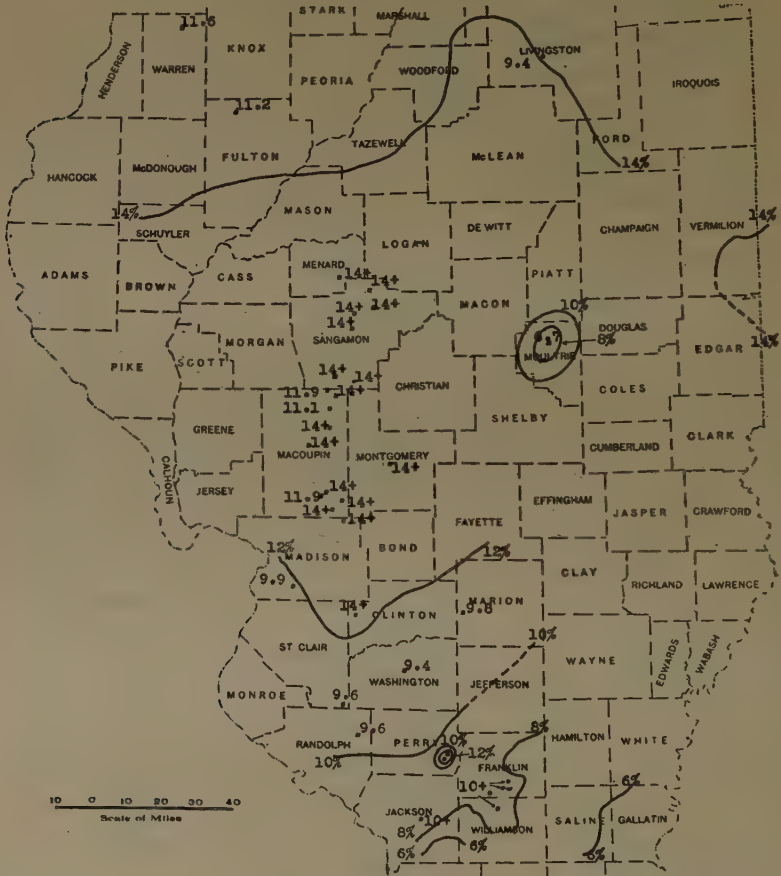 STARK
MARSHALL
11.6
KNOX
WARREN
HENDERSON
PEORIA
WOODFORD
LIVINGSTON
9.4
IROQUOIS
11.2
FULTON
TAZEWELL
McLEAN
FORD
14%
HANCOCK
McDONOUGH
MASON
14%
SCHUYLER
DE WITT
CHAMPAIGN
VERMILION
14%
ADAMS
BROWN
CASS
MENARD
LOGAN
PIATT
14+
14+
14+
14+
14+
MACON
10%
DOUGLAS
8%
MORGAN
SANGAMON
SCOTT
MOULTRIE
EDGAR
14%
PIKE
14+
14+
14+
11.9
11.1
CHRISTIAN
COLES
SHELBY
GREENE
14+
14+
MACOUPIN
MONTGOMERY
14+
CUMBERLAND
CLARK
CALHOUN
JERSEY
11.9
14+
14+
14+
14+
FAYETTE
EFFINGHAM
JASPER
CRAWFORD
12%
MADISON
BOND
12%
CLAY
9.9
RICHLAND
LAWRENCE
14+
CLINTON
MARION
9.8
ST CLAIR
10%
WAYNE
EDWARDS
WABASH
9.4
WASHINGTON
JEFFERSON
MONROE
9.6
9.6
RANDOLPH
PERRY
10%
12%
8%
HAMILTON
WHITE
10%
FRANKLIN
10+
6%
10 0 10 20 30 40
Scale of Miles
JACKSON
10+
8%
WILLIAMSON
SALINE
GALLATIN
6%
6%
6%